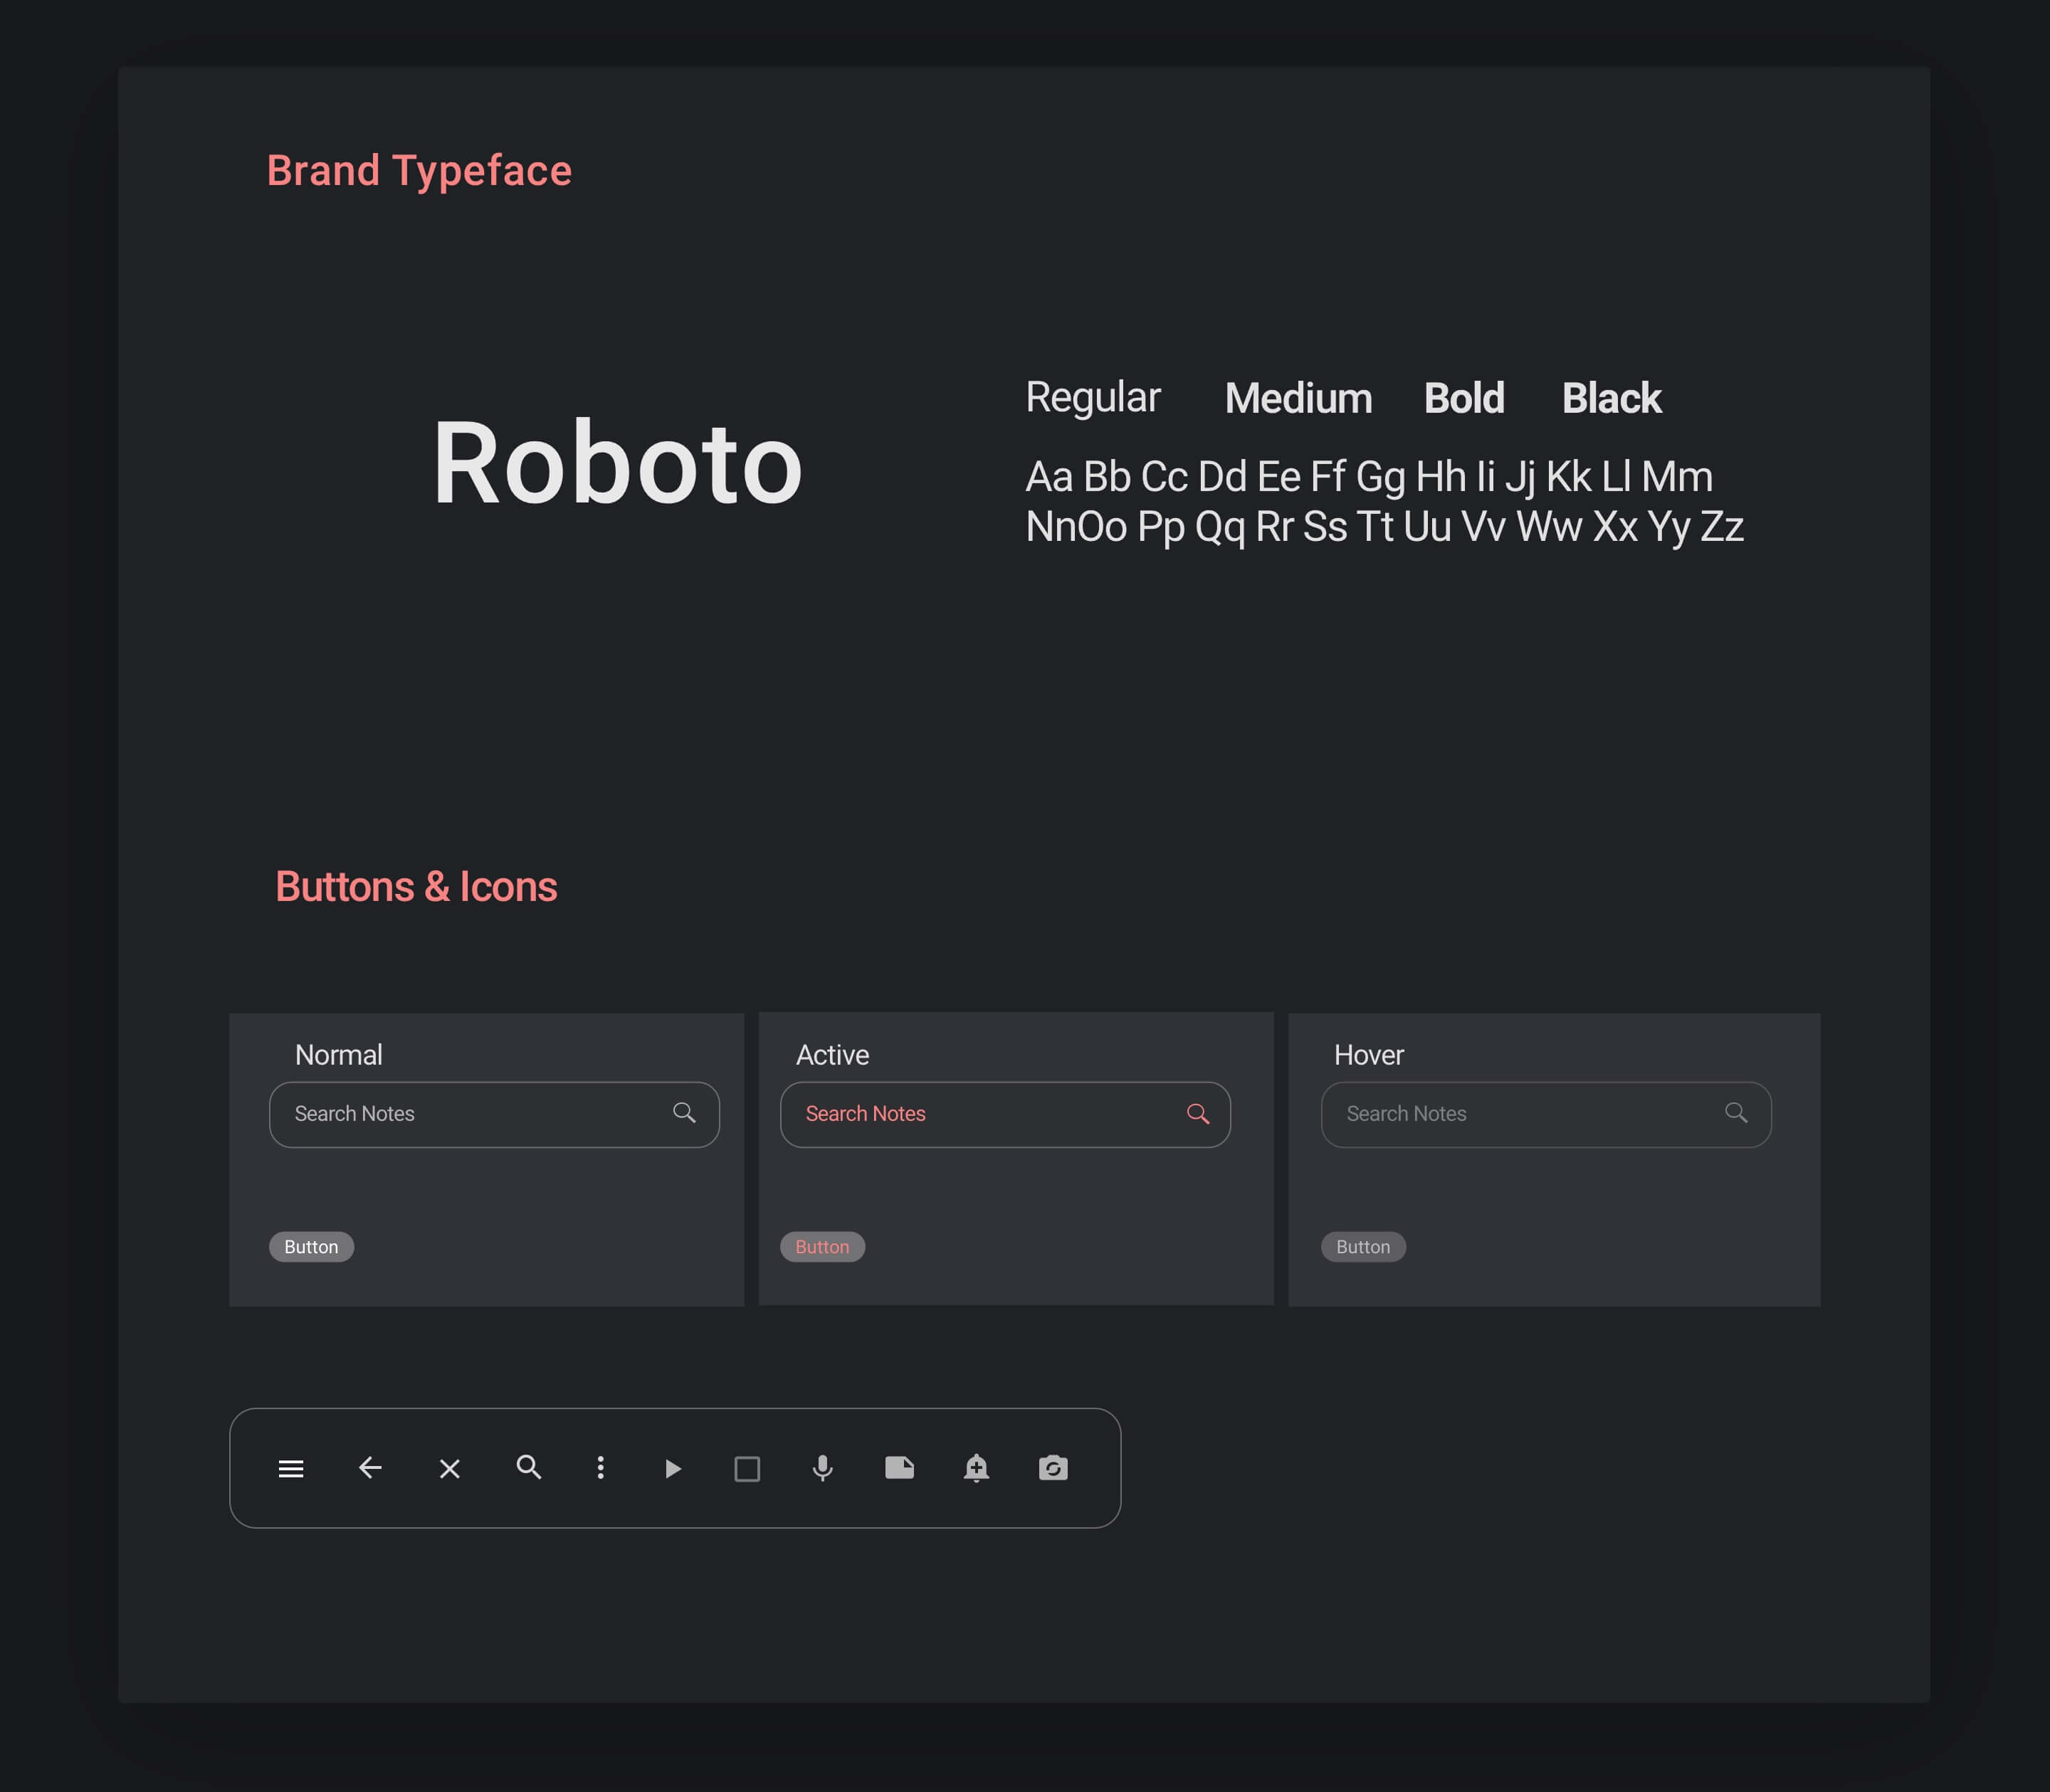 Brand Typeface
Roboto
Regular Medium Bold Black
Aa Bb Cc Dd Ee Ff Gg Hh Ii Jj Kk Ll Mm
NnOo Pp Qq Rr Ss Tt Uu Vv Ww Xx Yy Zz
Buttons & Icons
Normal
Search Notes
Button
Active
Search Notes
Button
Hover
Search Notes
Button